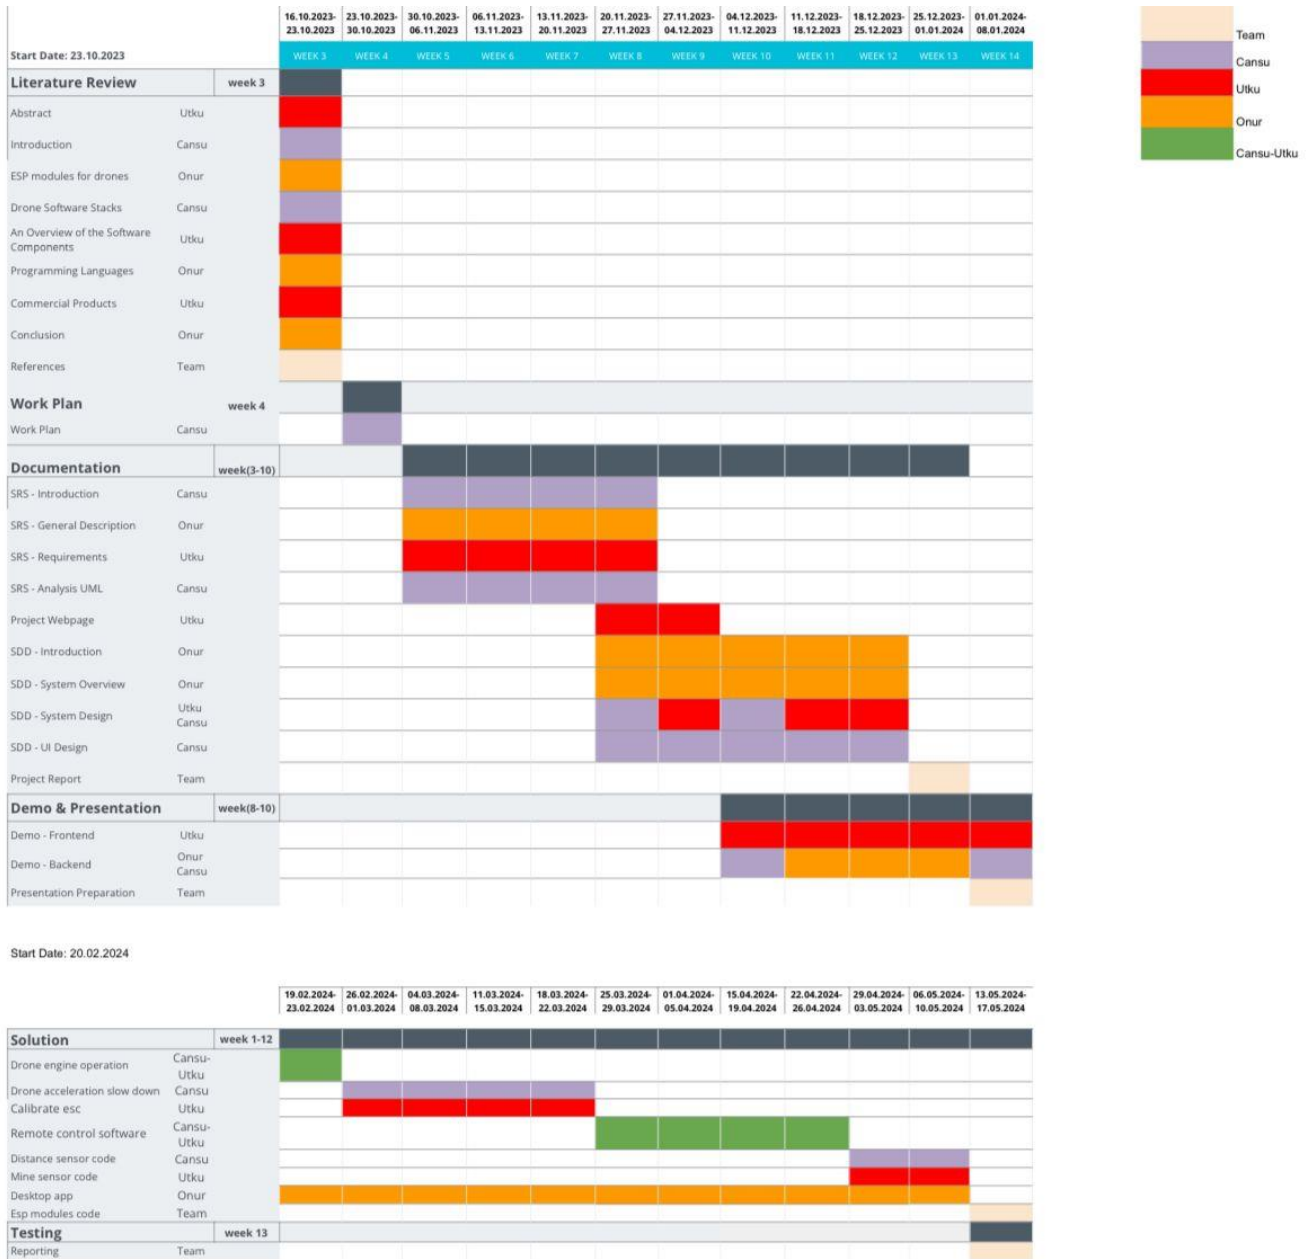 16.10.2023- 23.10.2023- 30.10.2023- 06.11.2023- 13.11.2023- 20.11.2023- 27.11.2023- 04.12.2023- 11.12.2023- 18.12.2023- 25.12.2023- 01.01.2024-
23.10.2023 30.10.2023 06.11.2023 13.11.2023 20.11.2023 27.11.2023 04.12.2023 11.12.2023 18.12.2023 25.12.2023 01.01.2024 08.01.2024
Start Date: 23.10.2023 WEEK 3 WEEK 4 WEEK 5 WEEK 6 WEEK 7 WEEK 8 WEEK 9 WEEK 10 WEEK 11 WEEK 12 WEEK 13 WEEK 14
Team
Cansu
Utku
Onur
Cansu-Utku
Literature Review week 3
Abstract Utku
Introduction Cansu
ESP modules for drones Onur
Drone Software Stacks Cansu
An Overview of the Software
Components Utku
Programming Languages Onur
Commercial Products Utku
Conclusion Onur
References Team
Work Plan week 4
Work Plan Cansu
Documentation week(3-10)
SRS - Introduction Cansu
SRS - General Description Onur
SRS - Requirements Utku
SRS - Analysis UML Cansu
Project Webpage Utku
SDD - Introduction Onur
SDD - System Overview Onur
SDD - System Design Utku
Cansu
SDD - UI Design Cansu
Project Report Team
Demo & Presentation week(8-10)
Demo - Frontend Utku
Demo - Backend Onur
Cansu
Presentation Preparation Team
Start Date: 20.02.2024
19.02.2024- 26.02.2024- 04.03.2024- 11.03.2024- 18.03.2024- 25.03.2024- 01.04.2024- 15.04.2024- 22.04.2024- 29.04.2024- 06.05.2024- 13.05.2024-
23.02.2024 01.03.2024 08.03.2024 15.03.2024 22.03.2024 29.03.2024 05.04.2024 19.04.2024 26.04.2024 03.05.2024 10.05.2024 17.05.2024
Solution week 1-12
Drone engine operation Cansu-
Utku
Drone acceleration slow down Cansu
Calibrate esc Utku
Remote control software Cansu-
Utku
Distance sensor code Cansu
Mine sensor code Utku
Desktop app Onur
Esp modules code Team
Testing week 13
Reporting Team